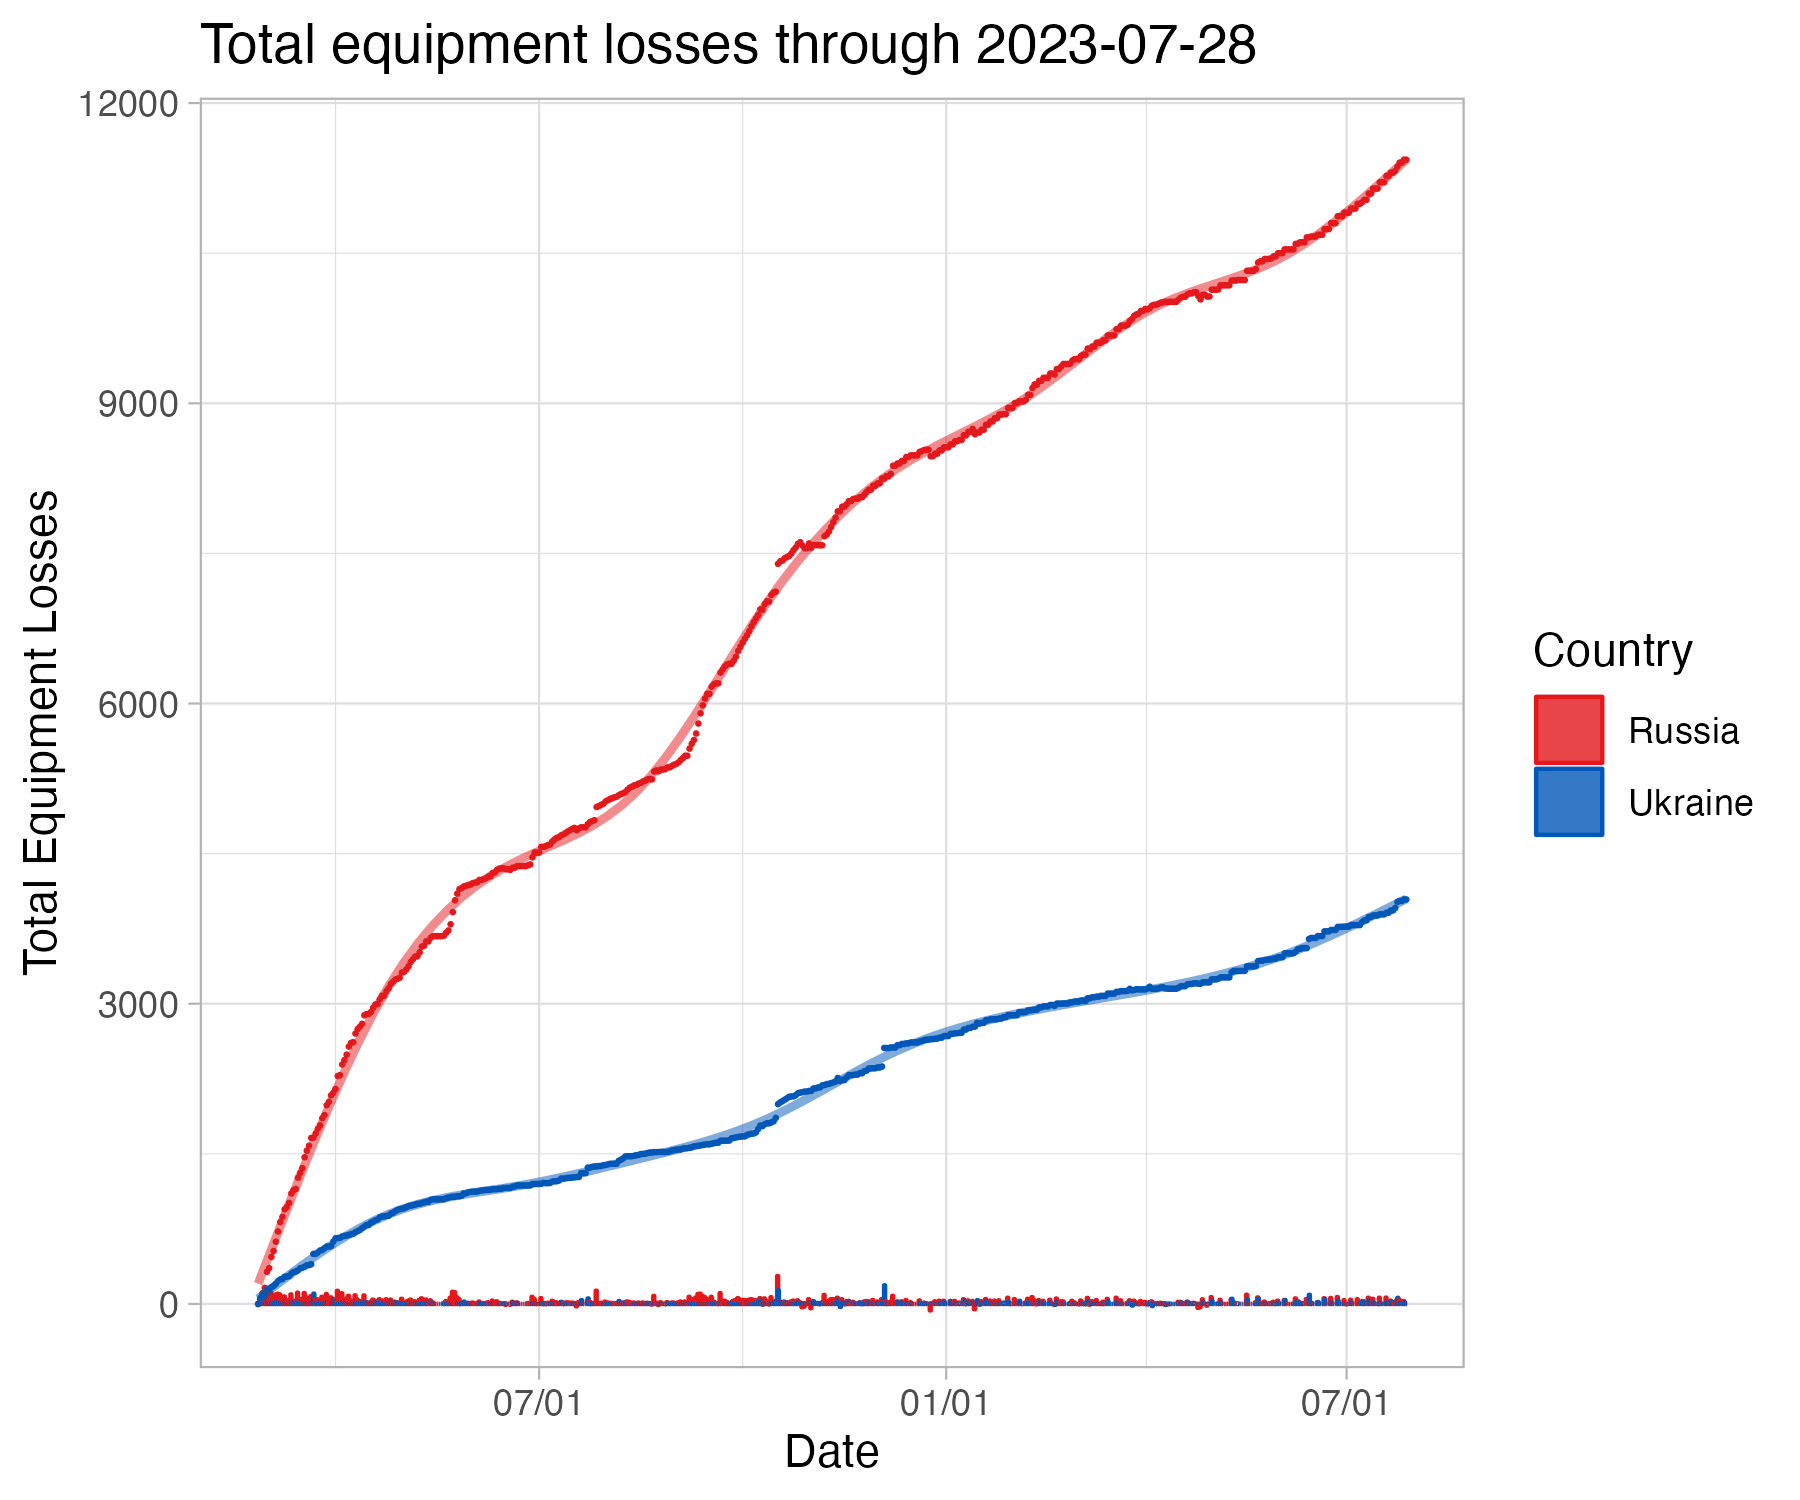 Total equipment losses through 2023-07-28
Total Equipment Losses
12000
9000
6000
3000
0
07/01
01/01
07/01
Date
Country
Russia
Ukraine